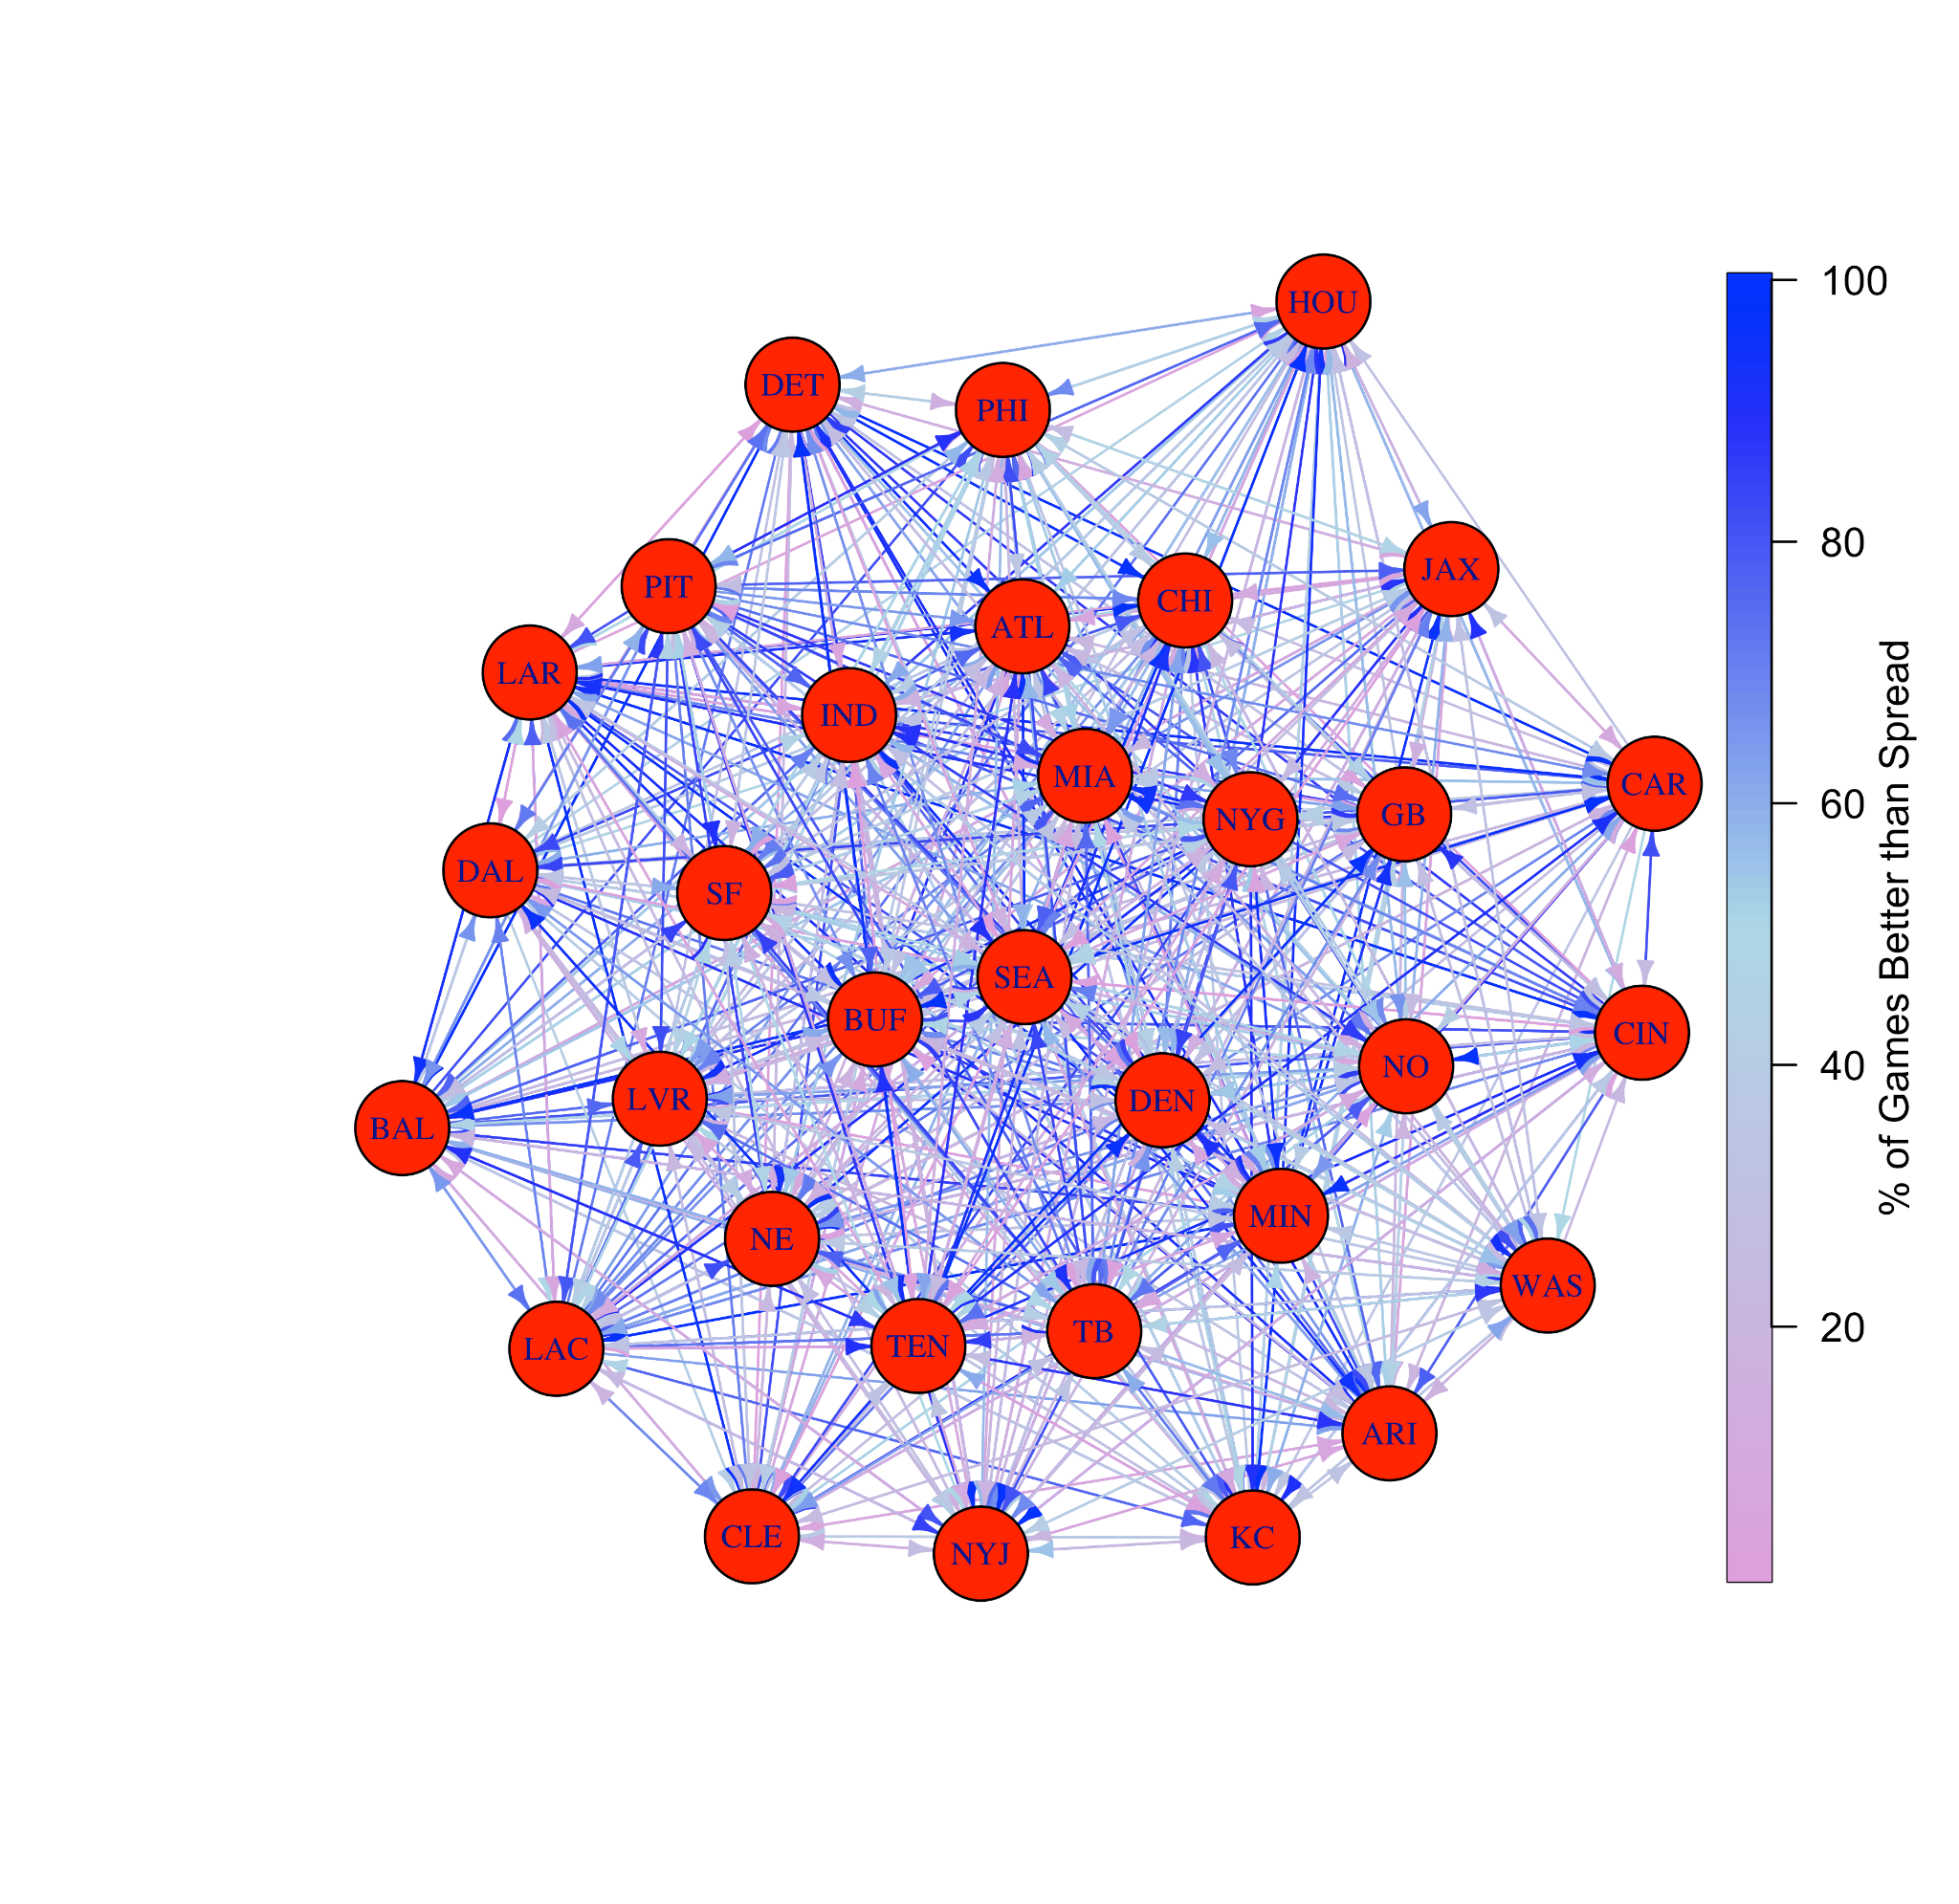 HOU
DET
PHI
JAX
PIT
CHI
ATL
LAR
IND
MIA
CAR
NYG
GB
DAL
SF
SEA
BUF
CIN
NO
LVR
DEN
BAL
MIN
NE
WAS
TB
TEN
LAC
ARI
CLE
KC
NYJ
100
80
60
40
20
% of Games Better than Spread